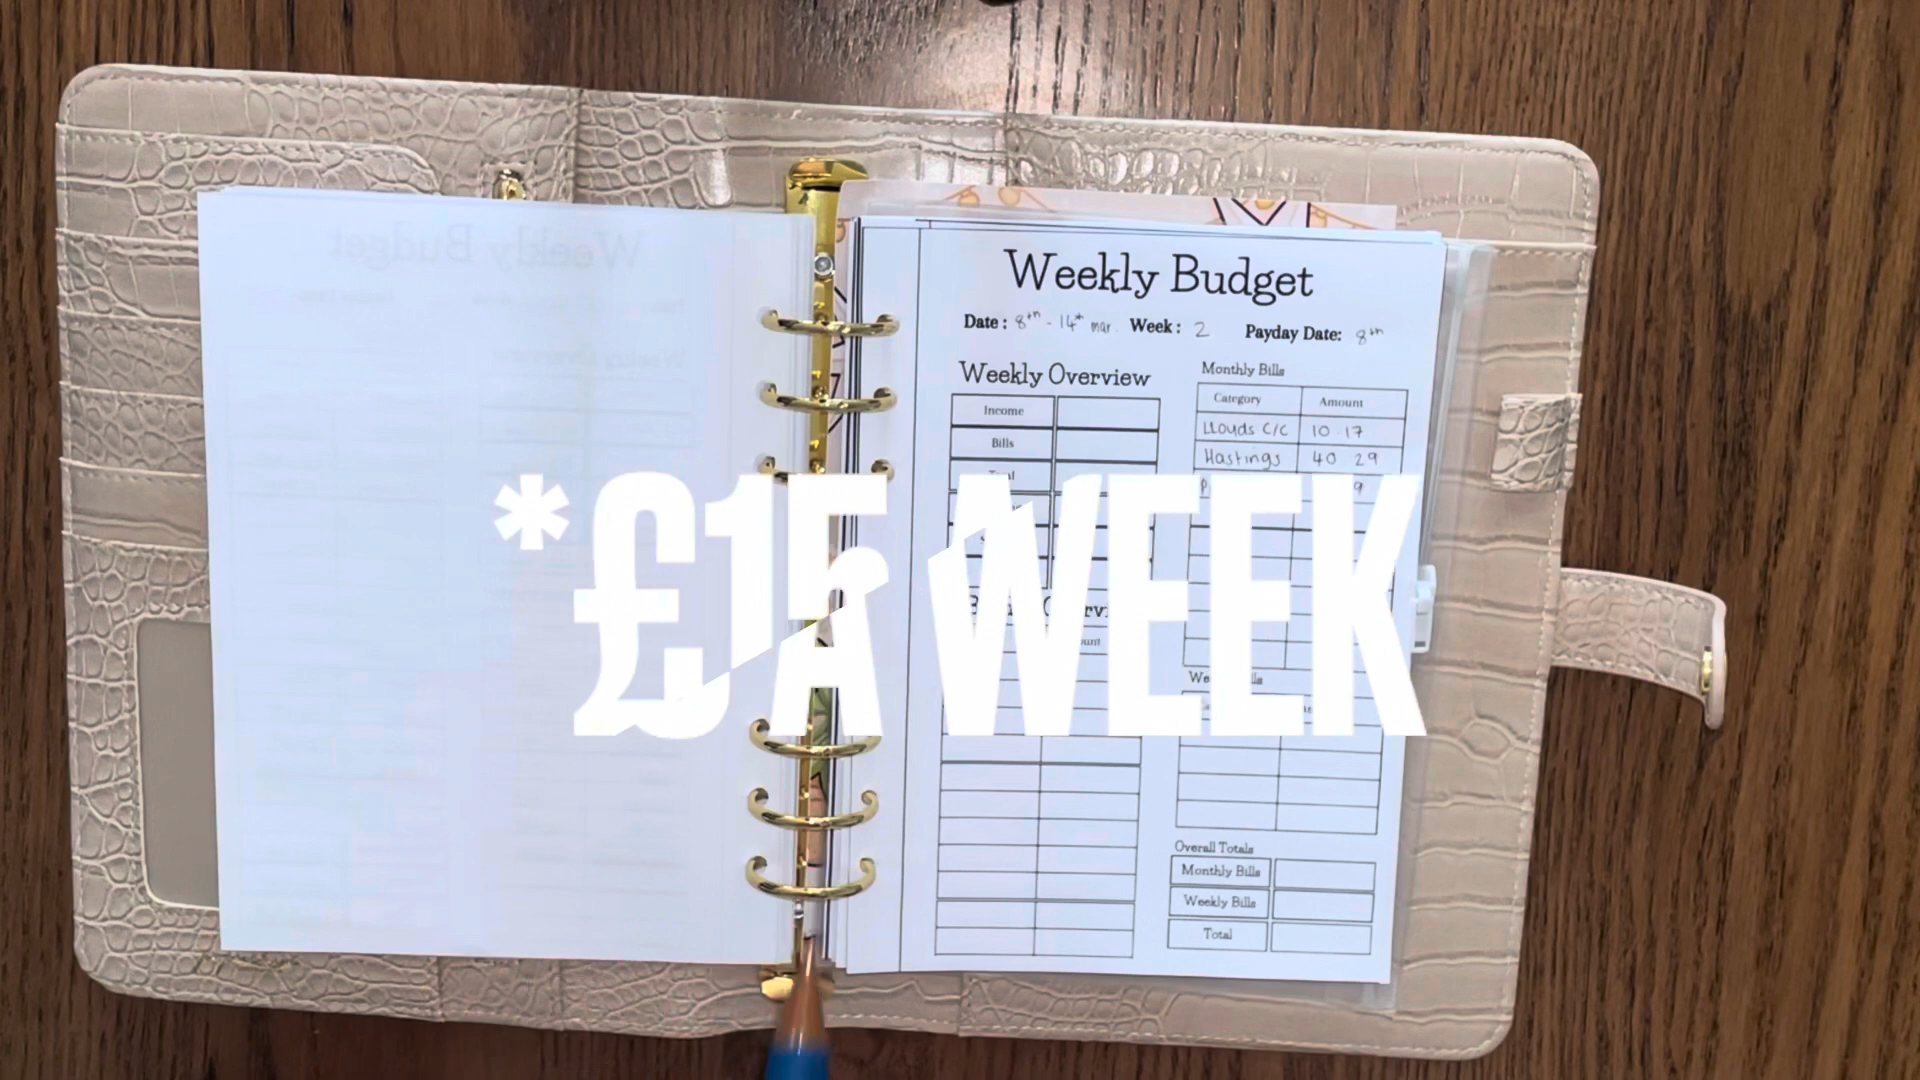 Weekly Budget
Date: 8th - 14th mar. Week: 2 Payday Date: 8th
Weekly Overview
Income
Bills
Monthly Bills
Category Amount
Lloyds C/C 10.17
Hastings 40 29
9
*£15 A WEEK
Overall Totals
Monthly Bills
Weekly Bills
Total